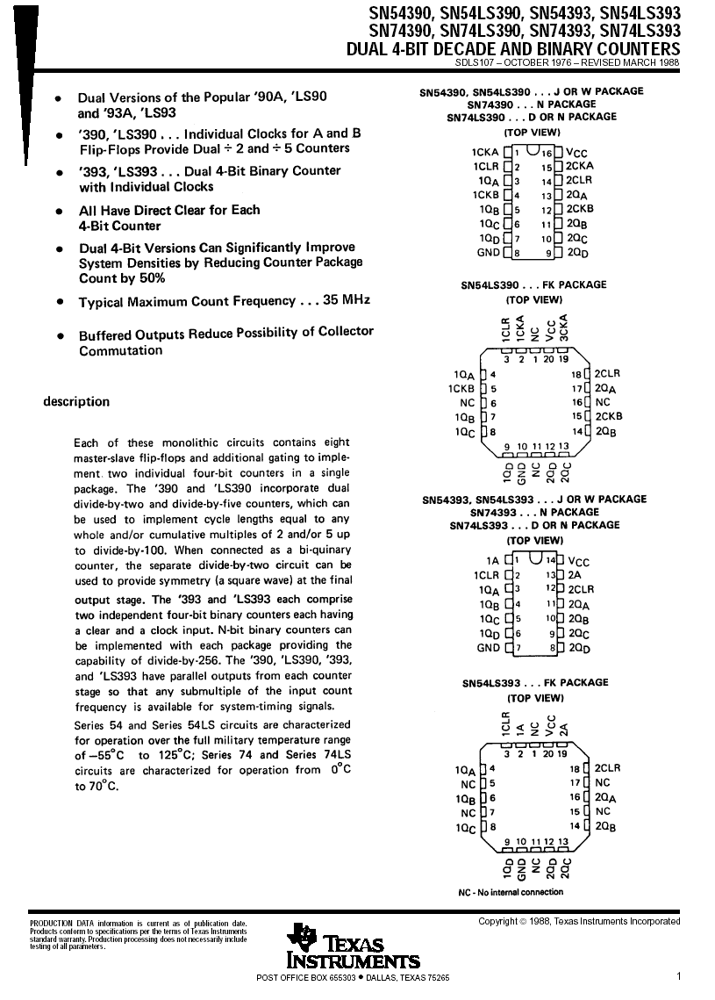 SN54390, SN54LS390, SN54393, SN54LS393
SN74390, SN74LS390, SN74393, SN74LS393
DUAL 4-BIT DECADE AND BINARY COUNTERS
SDLS107 – OCTOBER 1976 – REVISED MARCH 1988
● Dual Versions of the Popular '90A, 'LS90
and '93A, 'LS93
● '390, 'LS390 . . . Individual Clocks for A and B
Flip-Flops Provide Dual ÷ 2 and ÷ 5 Counters
● '393, 'LS393 . . . Dual 4-Bit Binary Counter
with Individual Clocks
● All Have Direct Clear for Each
4-Bit Counter
● Dual 4-Bit Versions Can Significantly Improve
System Densities by Reducing Counter Package
Count by 50%
● Typical Maximum Count Frequency . . . 35 MHz
● Buffered Outputs Reduce Possibility of Collector
Commutation
description
Each of these monolithic circuits contains eight
master-slave flip-flops and additional gating to imple-
ment two individual four-bit counters in a single
package. The '390 and 'LS390 incorporate dual
divide-by-two and divide-by-five counters, which can
be used to implement cycle lengths equal to any
whole and/or cumulative multiples of 2 and/or 5 up
to divide-by-100. When connected as a bi-quinary
counter, the separate divide-by-two circuit can be
used to provide symmetry (a square wave) at the final
output stage. The '393 and 'LS393 each comprise
two independent four-bit binary counters each having
a clear and a clock input. N-bit binary counters can
be implemented with each package providing the
capability of divide-by-256. The '390, 'LS390, '393,
and 'LS393 have parallel outputs from each counter
stage so that any submultiple of the input count
frequency is available for system-timing signals.
Series 54 and Series 54LS circuits are characterized
for operation over the full military temperature range
of –55°C to 125°C; Series 74 and Series 74LS
circuits are characterized for operation from 0°C
to 70°C.
SN54390, SN54LS390 . . . J OR W PACKAGE
SN74390 . . . N PACKAGE
SN74LS390 . . . D OR N PACKAGE
(TOP VIEW)
1CKA 1 16 VCC
1CLR 2 15 2CKA
1QA 3 14 2CLR
1CKB 4 13 2QA
1QB 5 12 2CKB
1QC 6 11 2QB
1QD 7 10 2QC
GND 8 9 2QD
SN54LS390 . . . FK PACKAGE
(TOP VIEW)
1CLR 1CKA NC VCC 3CKA
3 2 1 20 19
1QA 4 18 2CLR
1CKB 5 17 2QA
NC 6 16 NC
1QB 7 15 2CKB
1QC 8 14 2QB
9 10 11 12 13
1QD GND NC 2QD 2QC
SN54393, SN54LS393 . . . J OR W PACKAGE
SN74393 . . . N PACKAGE
SN74LS393 . . . D OR N PACKAGE
(TOP VIEW)
1A 1 14 VCC
1CLR 2 13 2A
1QA 3 12 2CLR
1QB 4 11 2QA
1QC 5 10 2QB
1QD 6 9 2QC
GND 7 8 2QD
SN54LS393 . . . FK PACKAGE
(TOP VIEW)
1CLR 1A NC VCC 2A
3 2 1 20 19
1QA 4 18 2CLR
NC 5 17 NC
1QB 6 16 2QA
NC 7 15 NC
1QC 8 14 2QB
9 10 11 12 13
1QD GND NC 2QD 2QC
NC - No internal connection
PRODUCTION DATA information is current as of publication date.
Products conform to specifications per the terms of Texas Instruments
standard warranty. Production processing does not necessarily include
testing of all parameters.
TEXAS
INSTRUMENTS
POST OFFICE BOX 655303 ● DALLAS, TEXAS 75265
Copyright © 1988, Texas Instruments Incorporated
1